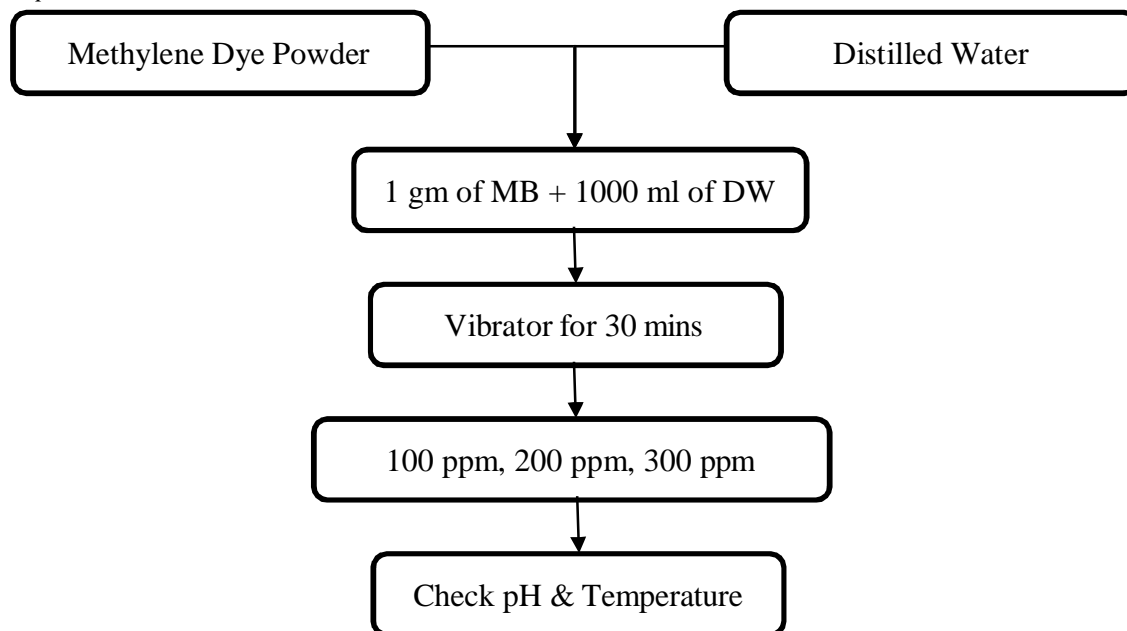 Methylene Dye Powder
Distilled Water
1 gm of MB + 1000 ml of DW
Vibrator for 30 mins
100 ppm, 200 ppm, 300 ppm
Check pH & Temperature